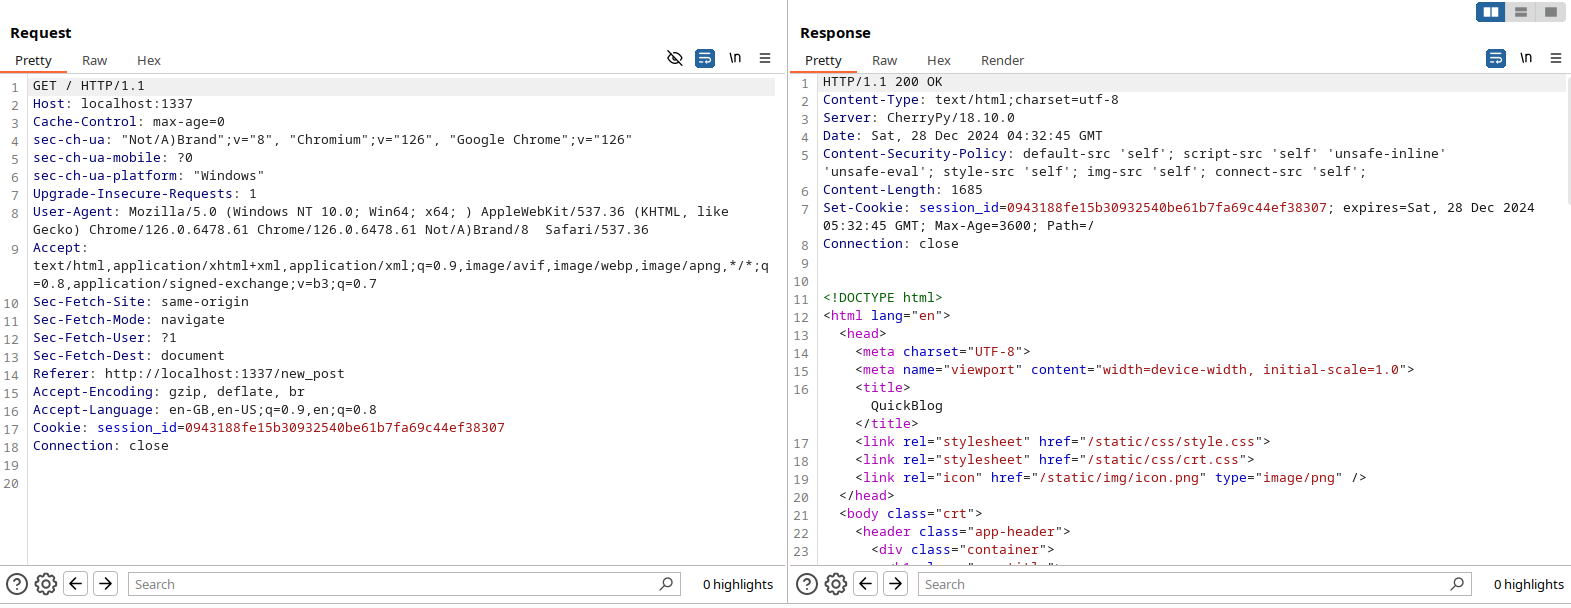 Request
Pretty Raw Hex \n
1 GET / HTTP/1.1
2 Host: localhost:1337
3 Cache-Control: max-age=0
4 sec-ch-ua: "Not/A)Brand";v="8", "Chromium";v="126", "Google Chrome";v="126"
5 sec-ch-ua-mobile: ?0
6 sec-ch-ua-platform: "Windows"
7 Upgrade-Insecure-Requests: 1
8 User-Agent: Mozilla/5.0 (Windows NT 10.0; Win64; x64; ) AppleWebKit/537.36 (KHTML, like
Gecko) Chrome/126.0.6478.61 Chrome/126.0.6478.61 Not/A)Brand/8  Safari/537.36
9 Accept:
text/html,application/xhtml+xml,application/xml;q=0.9,image/avif,image/webp,image/apng,*/*;q
=0.8,application/signed-exchange;v=b3;q=0.7
10 Sec-Fetch-Site: same-origin
11 Sec-Fetch-Mode: navigate
12 Sec-Fetch-User: ?1
13 Sec-Fetch-Dest: document
14 Referer: http://localhost:1337/new_post
15 Accept-Encoding: gzip, deflate, br
16 Accept-Language: en-GB,en-US;q=0.9,en;q=0.8
17 Cookie: session_id=0943188fe15b30932540be61b7fa69c44ef38307
18 Connection: close
19
20
Search 0 highlights
Response
Pretty Raw Hex Render \n
1 HTTP/1.1 200 OK
2 Content-Type: text/html;charset=utf-8
3 Server: CherryPy/18.10.0
4 Date: Sat, 28 Dec 2024 04:32:45 GMT
5 Content-Security-Policy: default-src 'self'; script-src 'self' 'unsafe-inline'
'unsafe-eval'; style-src 'self'; img-src 'self'; connect-src 'self';
6 Content-Length: 1685
7 Set-Cookie: session_id=0943188fe15b30932540be61b7fa69c44ef38307; expires=Sat, 28 Dec 2024
05:32:45 GMT; Max-Age=3600; Path=/
8 Connection: close
9
10
11 <!DOCTYPE html>
12 <html lang="en">
13 <head>
14 <meta charset="UTF-8">
15 <meta name="viewport" content="width=device-width, initial-scale=1.0">
16 <title>
QuickBlog
</title>
17 <link rel="stylesheet" href="/static/css/style.css">
18 <link rel="stylesheet" href="/static/css/crt.css">
19 <link rel="icon" href="/static/img/icon.png" type="image/png" />
20 </head>
21 <body class="crt">
22 <header class="app-header">
23 <div class="container">
Search 0 highlights